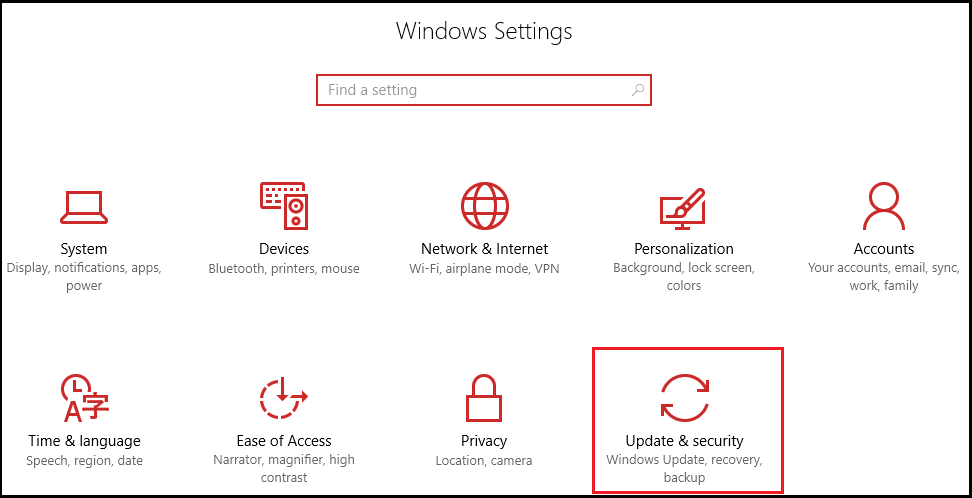 Windows Settings
Find a setting
System
Display, notifications, apps,
power
Devices
Bluetooth, printers, mouse
Network & Internet
Wi-Fi, airplane mode, VPN
Personalization
Background, lock screen,
colors
Accounts
Your accounts, email, sync,
work, family
A字
Time & language
Speech, region, date
Ease of Access
Narrator, magnifier, high
contrast
Privacy
Location, camera
Update & security
Windows Update, recovery,
backup